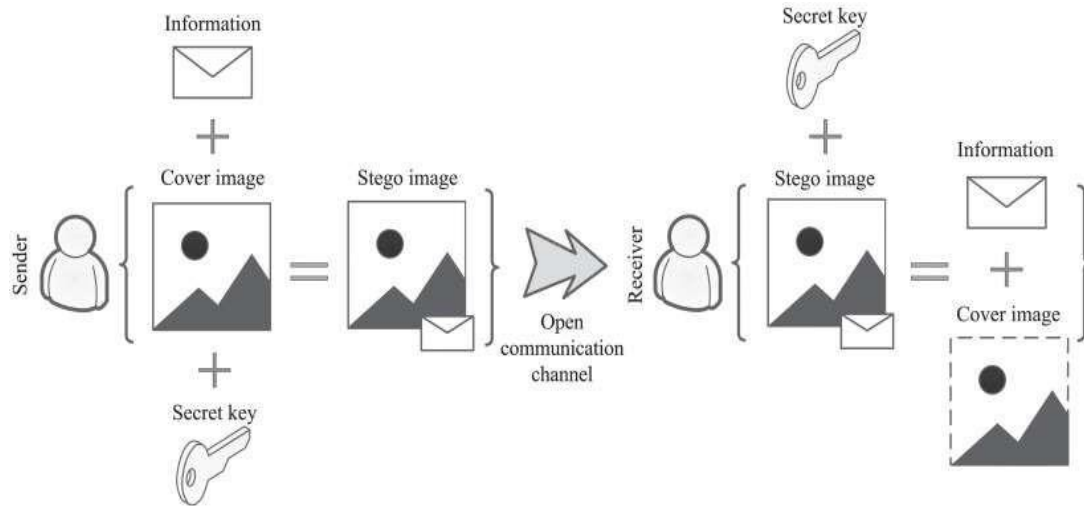 Information
Cover image
Stego image
Sender
Secret key
Open
communication
channel
Secret key
Stego image
Receiver
Information
Cover image